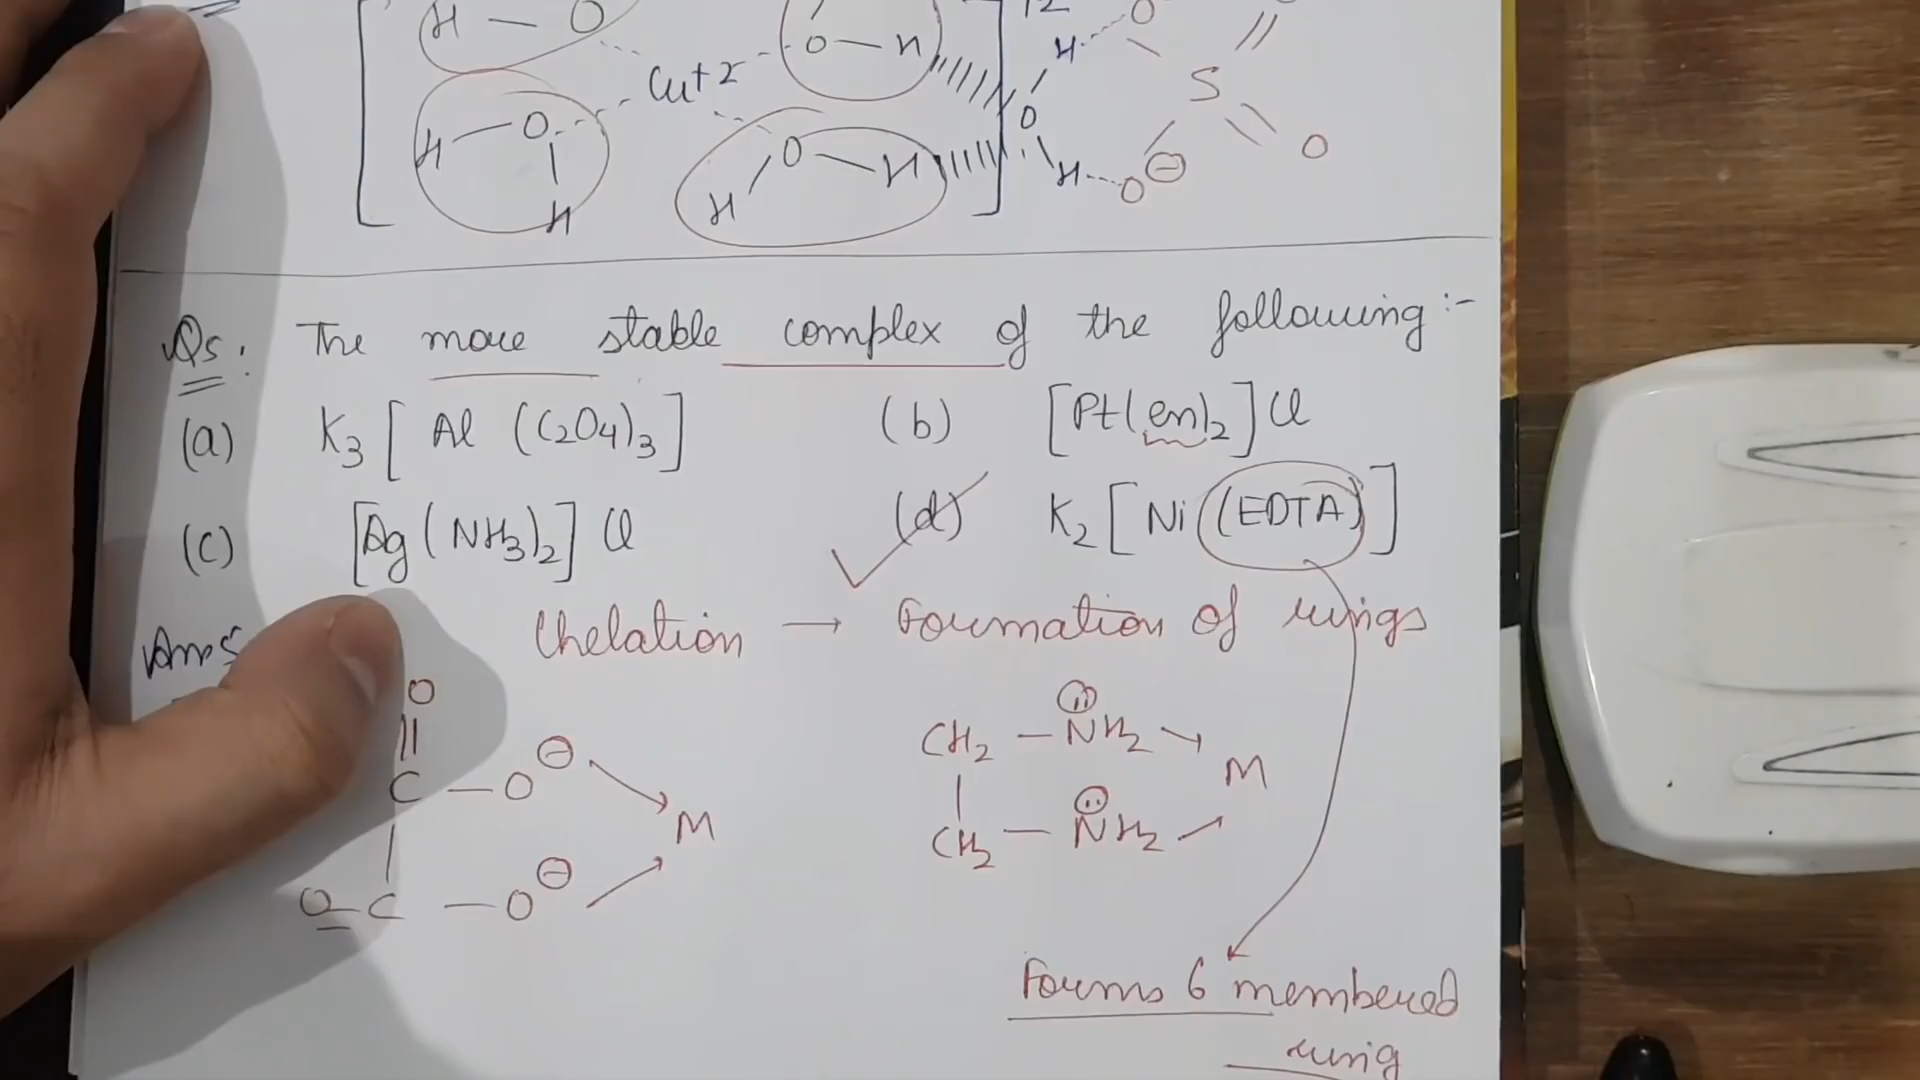 +2
H — O
O — H
Cu+2
H — O
H
O — H
H
H
O
H
O
S
O
O ⊖
Qs: The more stable complex of the following :-
(a) K3 [ Al (C2O4)3 ] (b) [Pt(en)2] Cl
(c) [Ag(NH3)2] Cl (d) K2 [Ni (EDTA)]
Ans Chelation → Formation of rings
O
C — O ⊖
M
O = C — O ⊖
CH2 — NH2 →
M
CH2 — NH2
Forms 6 membered
ring